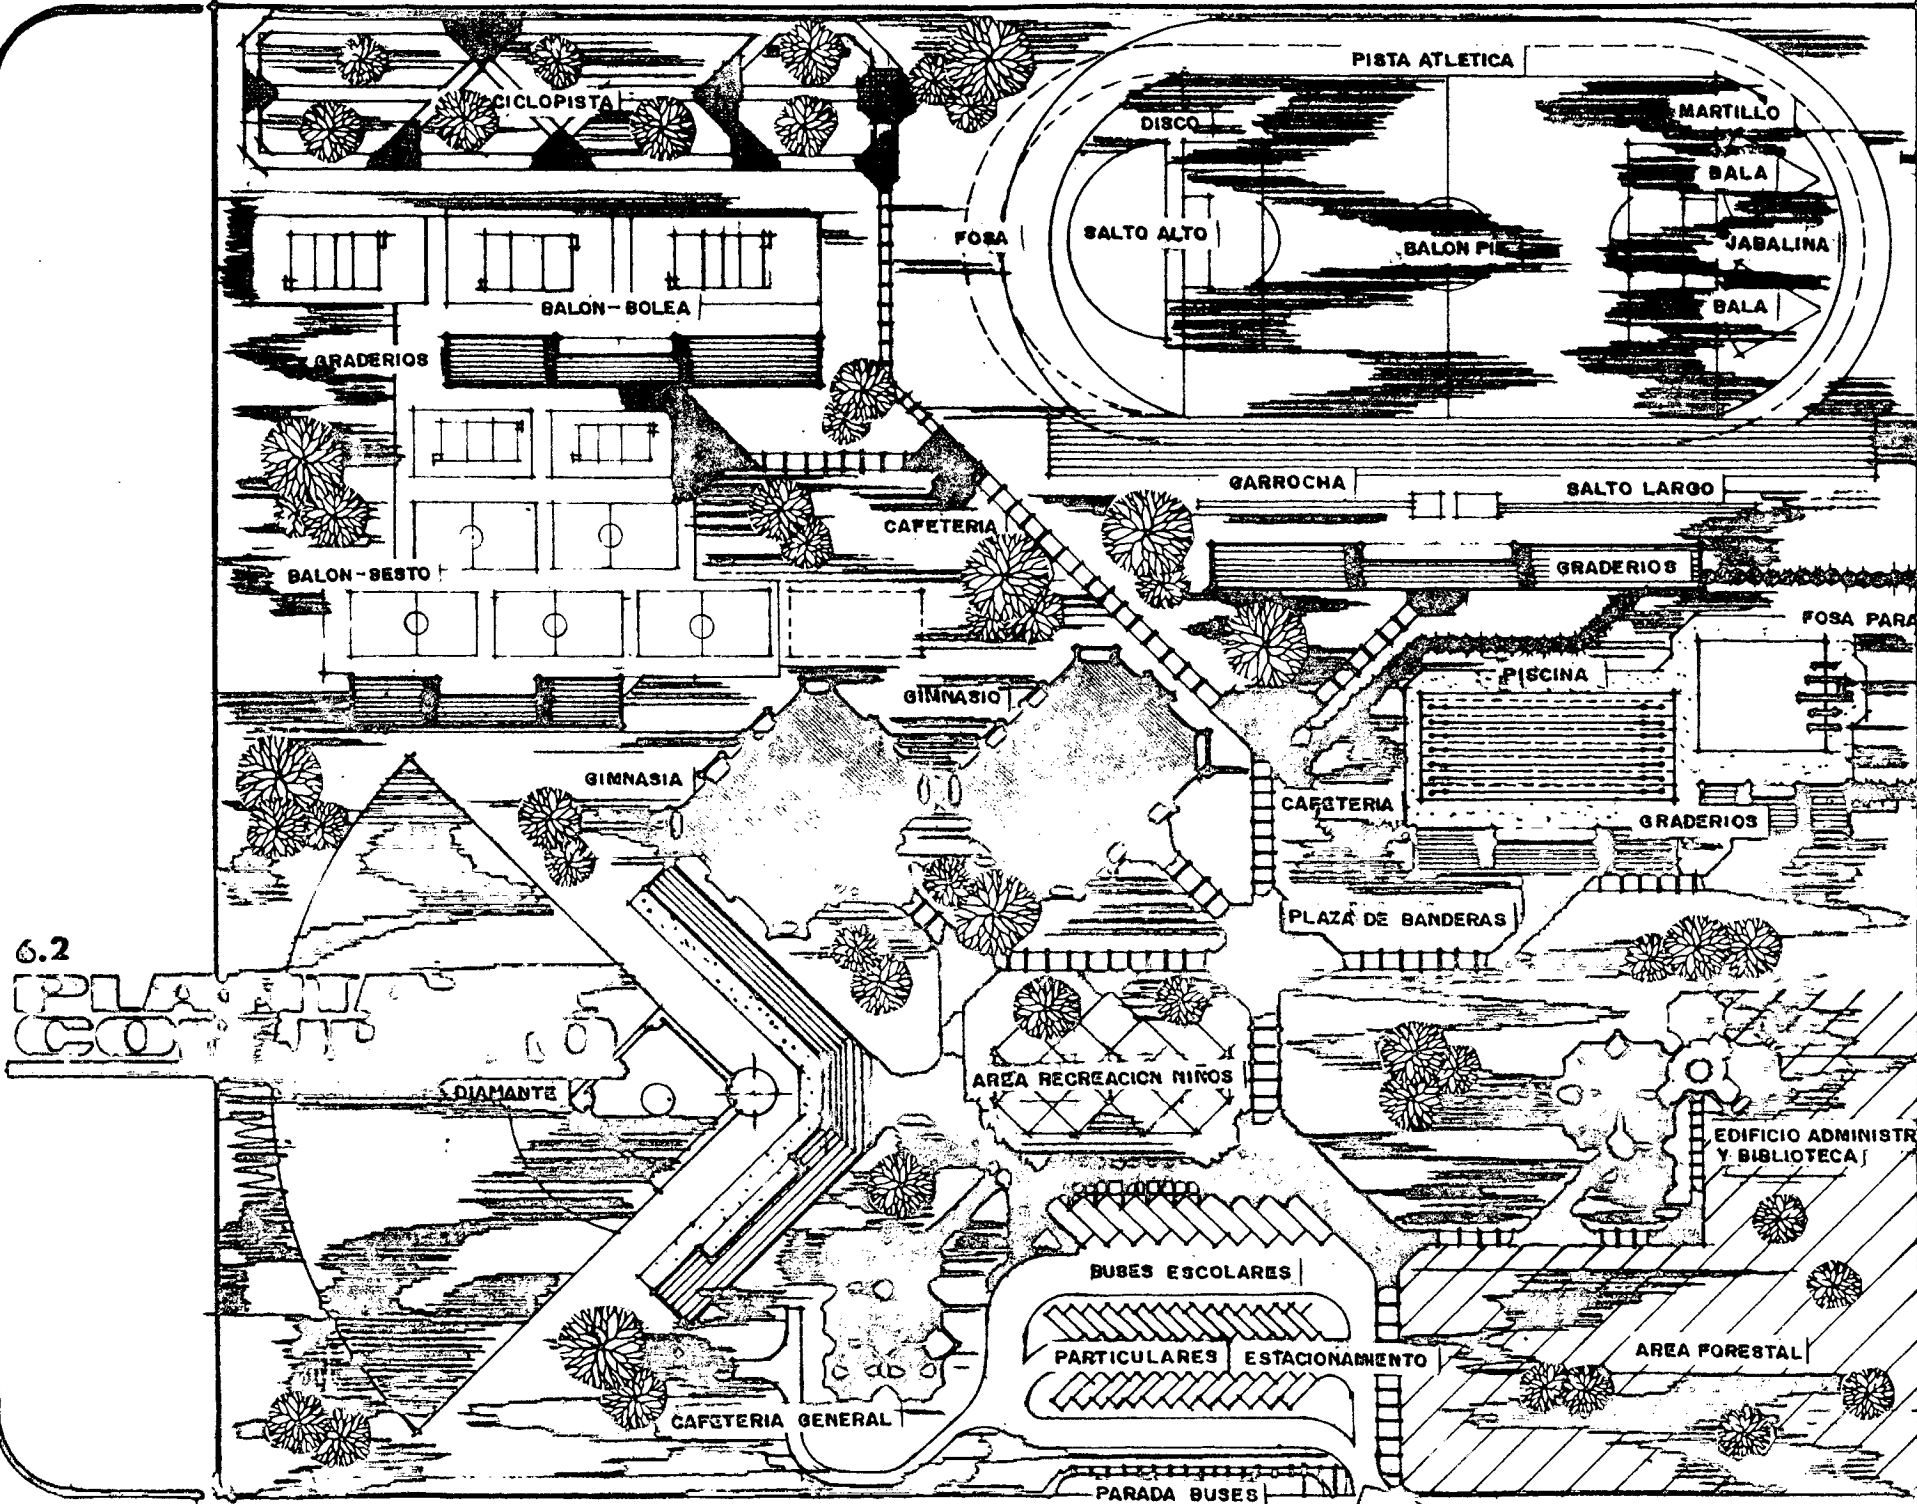 PISTA ATLETICA
CICLOPISTA
MARTILLO
DISCO
BALA
SALTO ALTO
FOSA
BALON PIE
JABALINA
BALON-BOLEA
BALA
GRADERIOS
GARROCHA
SALTO LARGO
CAFETERIA
GRADERIOS
BALON-SESTO
FOSA PARA
PISCINA
GIMNASIO
GIMNASIA
CAFETERIA
GRADERIOS
PLAZA DE BANDERAS
6.2
DIAMANTE
AREA RECREACION NIÑOS
EDIFICIO ADMINISTR
Y BIBLIOTECA
BUSES ESCOLARES
PARTICULARES
ESTACIONAMIENTO
AREA FORESTAL
CAFETERIA GENERAL
PARADA BUSES